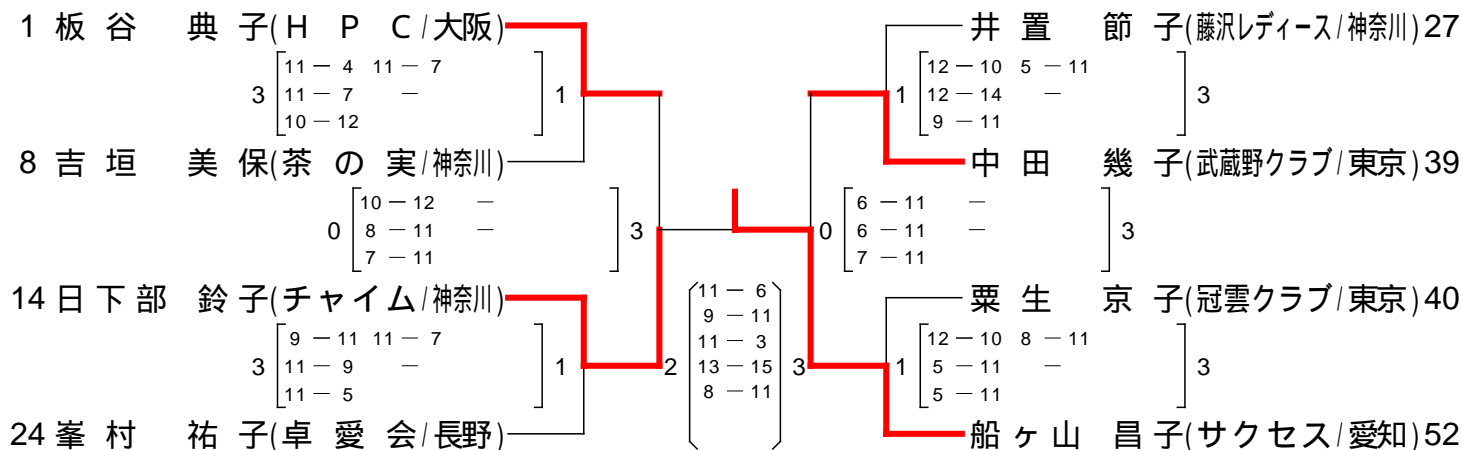 1 板谷 典子(HPC/大阪)
3 11－4 11－7 1
11－7 －
10－12
8 吉垣 美保(茶の実/神奈川)
0 10－12 － 3
8－11 －
7－11
14 日下部 鈴子(チャイム/神奈川)
3 9－11 11－7 1
11－9 －
11－5
24 峯村 祐子(卓愛会/長野)
2 11－6 3
9－11
11－3
13－15
8－11
井置 節子(藤沢レディース/神奈川) 27
1 12－10 5－11 3
12－14 －
9－11
中田 幾子(武蔵野クラブ/東京) 39
0 6－11 － 3
6－11 －
7－11
粟生 京子(冠雲クラブ/東京) 40
1 12－10 8－11 3
5－11 －
5－11
船ヶ山 昌子(サクセス/愛知) 52